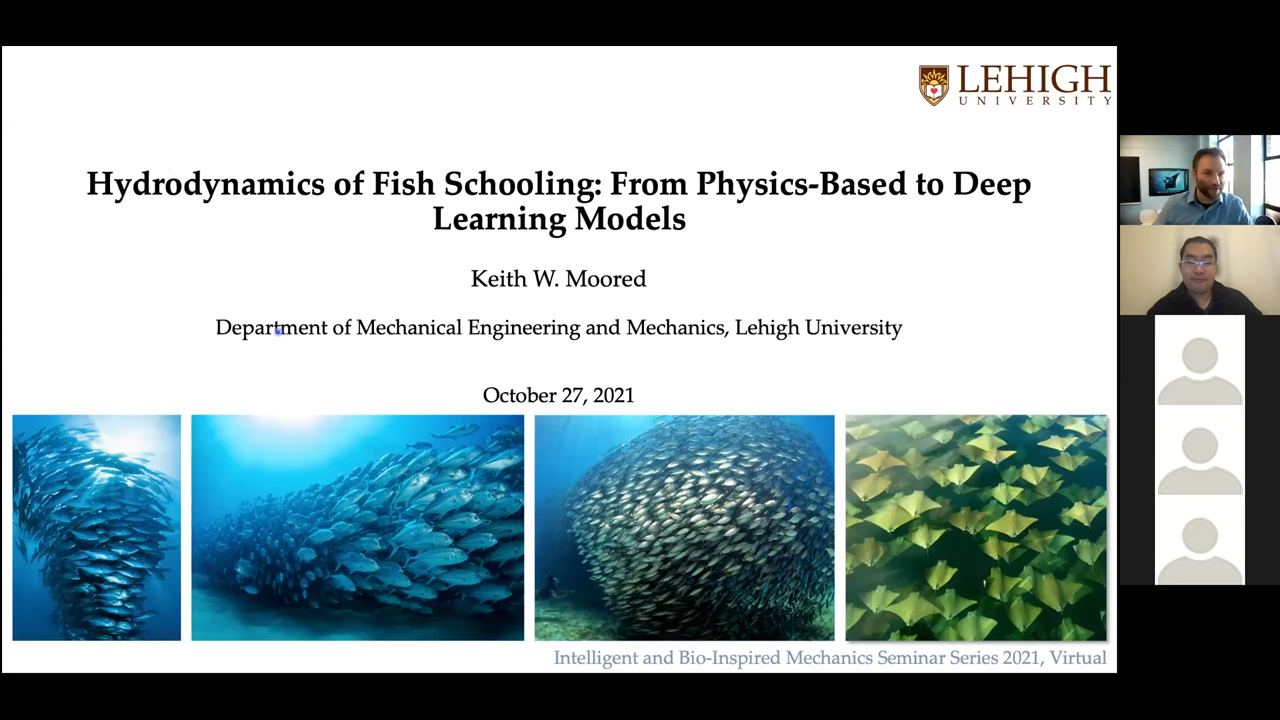 LEHIGH
UNIVERSITY
Hydrodynamics of Fish Schooling: From Physics-Based to Deep
Learning Models
Keith W. Moored
Department of Mechanical Engineering and Mechanics, Lehigh University
October 27, 2021
Intelligent and Bio-Inspired Mechanics Seminar Series 2021, Virtual